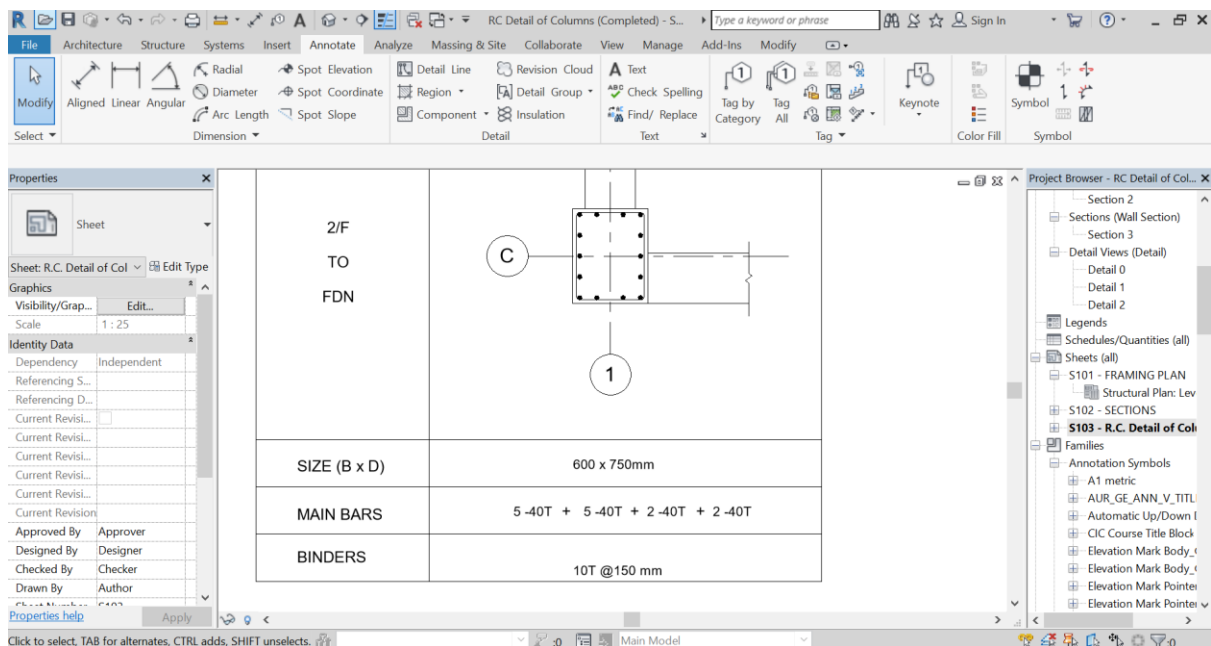 RC Detail of Columns (Completed) - S...
Type a keyword or phrase
Sign In
File Architecture Structure Systems Insert Annotate Analyze Massing & Site Collaborate View Manage Add-Ins Modify
Modify
Select
Aligned Linear Angular
Radial
Diameter
Arc Length
Spot Elevation
Spot Coordinate
Spot Slope
Dimension
Detail Line
Region
Component
Revision Cloud
Detail Group
Insulation
Detail
A Text
ABC Check Spelling
Find/ Replace
Text
Tag by Category
Tag All
Tag
Keynote
Color Fill
Symbol
Symbol
Properties
Sheet
Sheet: R.C. Detail of Col
Edit Type
Graphics
Visibility/Grap... Edit...
Scale 1 : 25
Identity Data
Dependency Independent
Referencing S...
Referencing D...
Current Revisi...
Current Revisi...
Current Revisi...
Current Revisi...
Current Revisi...
Current Revision
Approved By Approver
Designed By Designer
Checked By Checker
Drawn By Author
Properties help
Apply
2/F
TO
FDN
C
1
SIZE (B x D) 600 x 750mm
MAIN BARS 5 -40T + 5 -40T + 2 -40T + 2 -40T
BINDERS 10T @150 mm
Project Browser - RC Detail of Col...
Section 2
Sections (Wall Section)
Section 3
Detail Views (Detail)
Detail 0
Detail 1
Detail 2
Legends
Schedules/Quantities (all)
Sheets (all)
S101 - FRAMING PLAN
Structural Plan: Lev
S102 - SECTIONS
S103 - R.C. Detail of Col
Families
Annotation Symbols
A1 metric
AUR_GE_ANN_V_TITL
Automatic Up/Down
CIC Course Title Block
Elevation Mark Body_
Elevation Mark Body_
Elevation Mark Pointer
Elevation Mark Pointer
Click to select, TAB for alternates, CTRL adds, SHIFT unselects.
:0
Main Model
:0